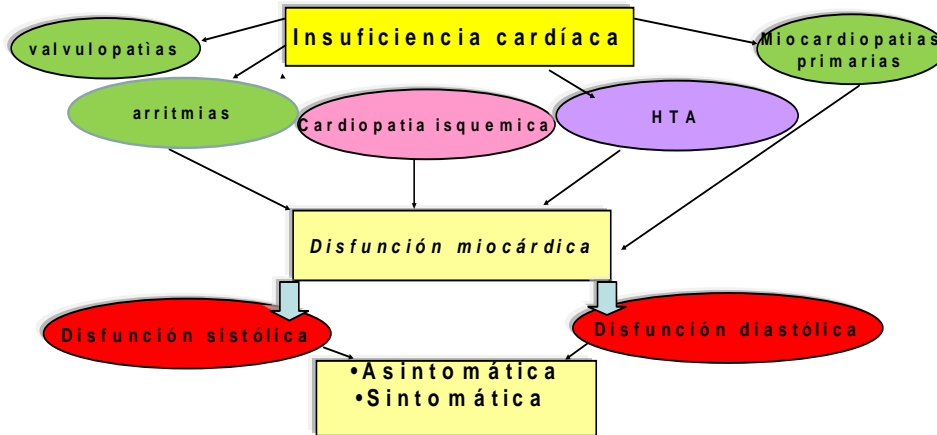 Insuficiencia cardíaca
valvulopatìas
Miocardiopatias
primarias
arritmias
Cardiopatia isquemica
HTA
Disfunción miocárdica
Disfunción sistólica
Disfunción diastólica
•Asintomática
•Sintomática